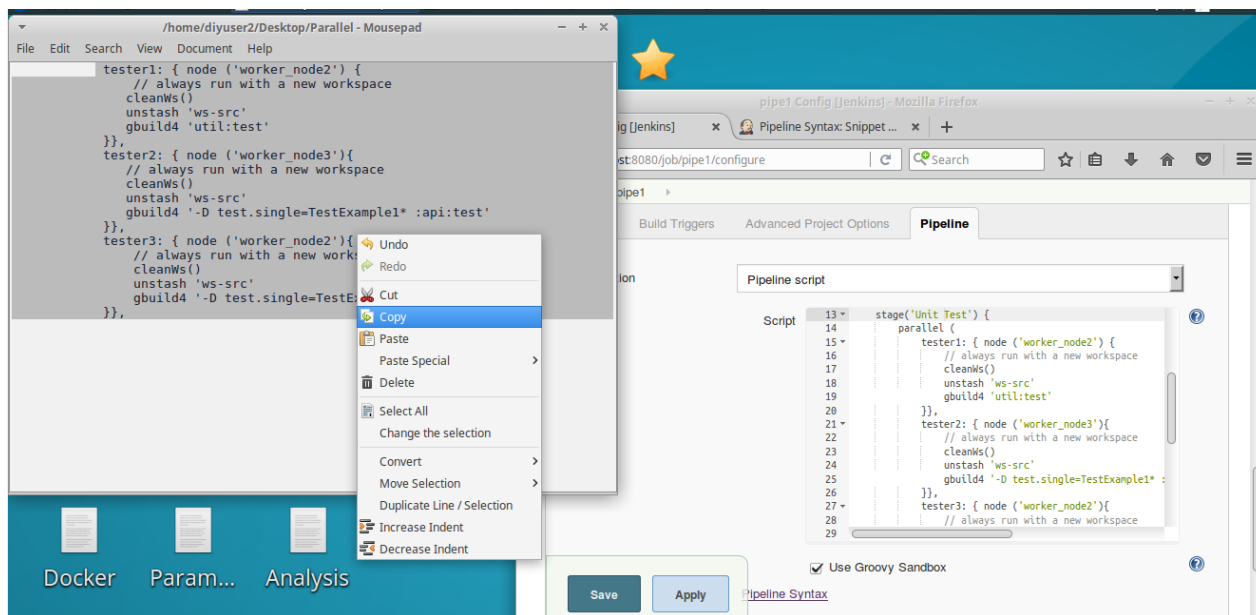 /home/diyuser2/Desktop/Parallel - Mousepad
File Edit Search View Document Help
tester1: { node ('worker_node2') {
// always run with a new workspace
cleanWs()
unstash 'ws-src'
gbuild4 'util:test'
}},
tester2: { node ('worker_node3'){
// always run with a new workspace
cleanWs()
unstash 'ws-src'
gbuild4 '-D test.single=TestExample1* :api:test'
}},
tester3: { node ('worker_node2'){
// always run with a new works
cleanWs()
unstash 'ws-src'
gbuild4 '-D test.single=TestEx
}},
Undo
Redo
Cut
Copy
Paste
Paste Special
Delete
Select All
Change the selection
Convert
Move Selection
Duplicate Line / Selection
Increase Indent
Decrease Indent
Docker Param... Analysis
pipe1 Config [Jenkins] - Mozilla Firefox
ig [Jenkins] Pipeline Syntax: Snippet ...
st:8080/job/pipe1/configure Search
pipe1
Build Triggers Advanced Project Options Pipeline
ion Pipeline script
Script
13 stage('Unit Test') {
14 parallel (
15 tester1: { node ('worker_node2') {
16 // always run with a new workspace
17 cleanWs()
18 unstash 'ws-src'
19 gbuild4 'util:test'
20 }},
21 tester2: { node ('worker_node3'){
22 // always run with a new workspace
23 cleanWs()
24 unstash 'ws-src'
25 gbuild4 '-D test.single=TestExample1* :
26 }},
27 tester3: { node ('worker_node2'){
28 // always run with a new workspace
29
Use Groovy Sandbox
Save Apply Pipeline Syntax